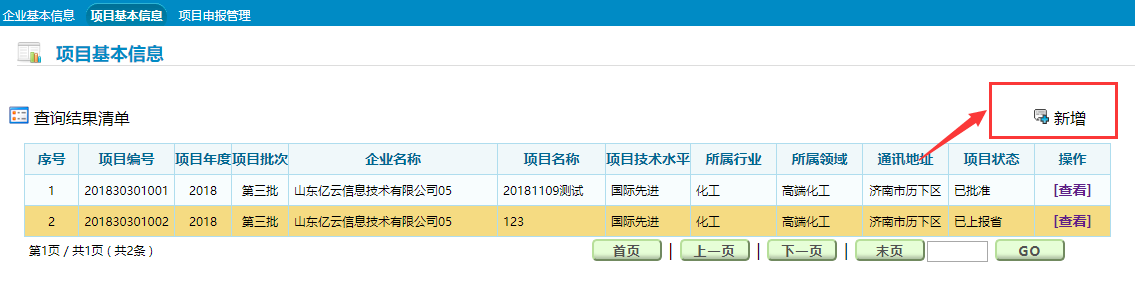 企业基本信息 项目基本信息 项目申报管理
项目基本信息
查询结果清单 新增
序号 项目编号 项目年度 项目批次 企业名称 项目名称 项目技术水平 所属行业 所属领域 通讯地址 项目状态 操作
1 201830301001 2018 第三批 山东亿云信息技术有限公司05 20181109测试 国际先进 化工 高端化工 济南市历下区 已批准 [查看]
2 201830301002 2018 第三批 山东亿云信息技术有限公司05 123 国际先进 化工 高端化工 济南市历下区 已上报省 [查看]
第1页 / 共1页 ( 共2条 ) 首页 | 上一页 | 下一页 | 末页 GO